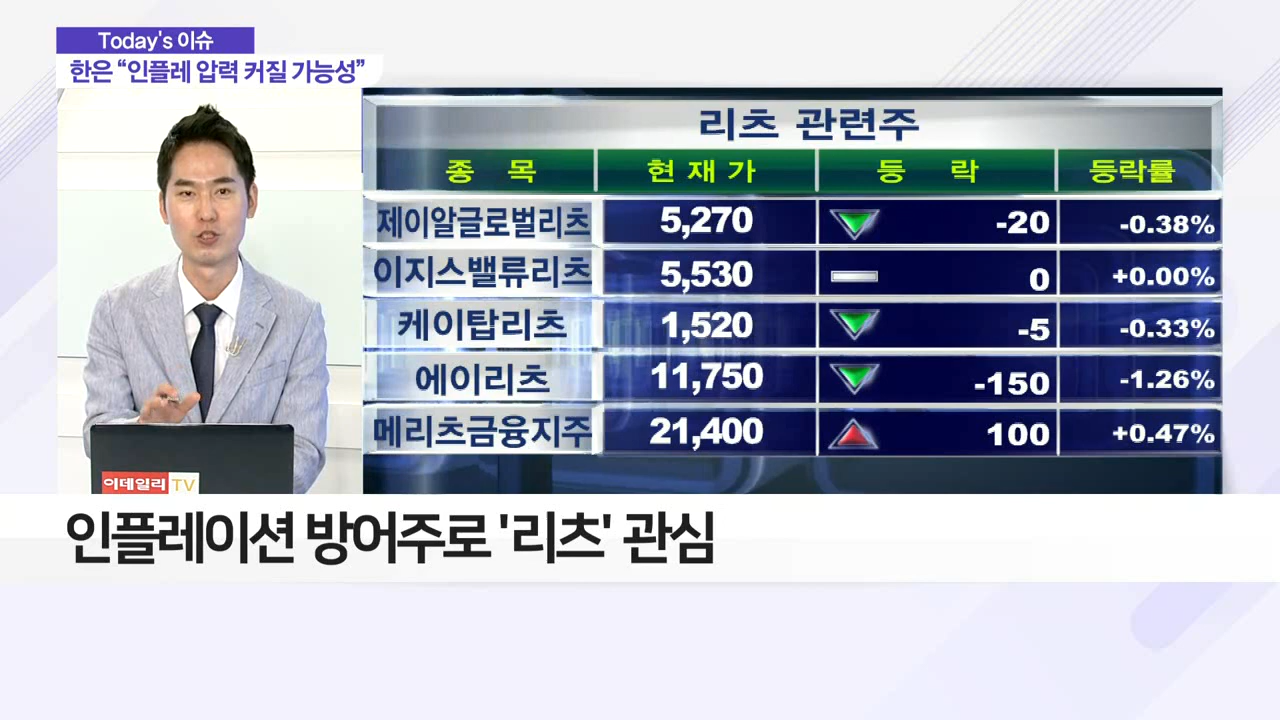 Today's 이슈
한은 “인플레 압력 커질 가능성”
리츠 관련주
종 목 현 재 가 등 락 등락률
제이알글로벌리츠 5,270 -20 -0.38%
이지스밸류리츠 5,530 0 +0.00%
케이탑리츠 1,520 -5 -0.33%
에이리츠 11,750 -150 -1.26%
메리츠금융지주 21,400 100 +0.47%
이데일리 TV
인플레이션 방어주로 '리츠' 관심